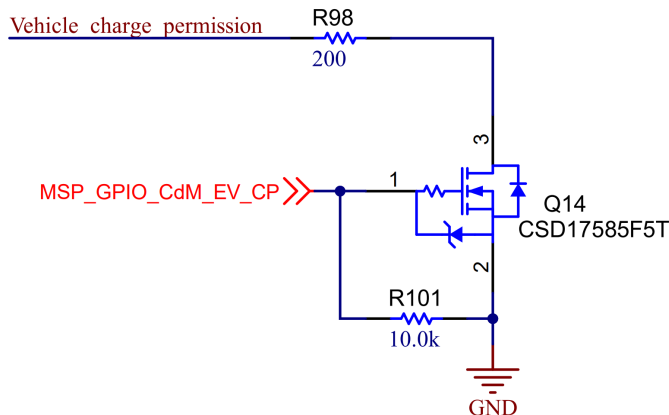 Vehicle charge permission
R98
200
3
MSP_GPIO_CdM_EV_CP
1
Q14
CSD17585F5T
2
R101
10.0k
GND